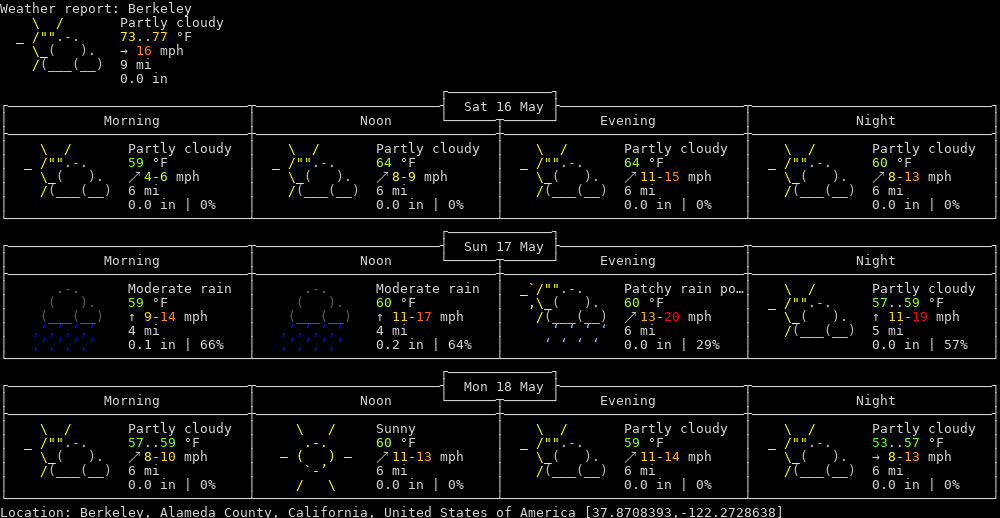 Weather report: Berkeley
Partly cloudy
73..77 °F
→ 16 mph
9 mi
0.0 in
Sat 16 May
Morning Noon Evening Night
Partly cloudy Partly cloudy Partly cloudy Partly cloudy
59 °F 64 °F 64 °F 60 °F
↗ 4-6 mph ↗ 8-9 mph ↗ 11-15 mph ↗ 8-13 mph
6 mi 6 mi 6 mi 6 mi
0.0 in | 0% 0.0 in | 0% 0.0 in | 0% 0.0 in | 0%
Sun 17 May
Morning Noon Evening Night
Moderate rain Moderate rain Patchy rain po… Partly cloudy
59 °F 60 °F 60 °F 57..59 °F
↑ 9-14 mph ↑ 11-17 mph ↗ 13-20 mph ↑ 11-19 mph
4 mi 4 mi 6 mi 5 mi
0.1 in | 66% 0.2 in | 64% 0.0 in | 29% 0.0 in | 57%
Mon 18 May
Morning Noon Evening Night
Partly cloudy Sunny Partly cloudy Partly cloudy
57..59 °F 60 °F 59 °F 53..57 °F
↗ 8-10 mph ↗ 11-13 mph ↗ 11-14 mph → 8-13 mph
6 mi 6 mi 6 mi 6 mi
0.0 in | 0% 0.0 in | 0% 0.0 in | 0% 0.0 in | 0%
Location: Berkeley, Alameda County, California, United States of America [37.8708393,-122.2728638]